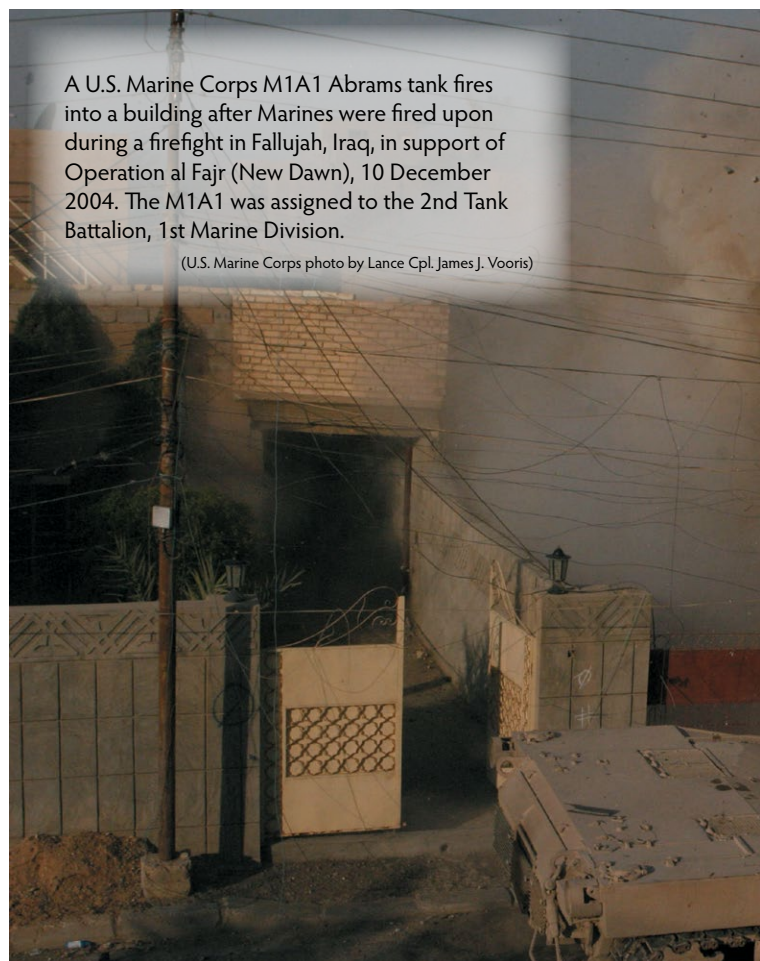 A U.S. Marine Corps M1A1 Abrams tank fires
into a building after Marines were fired upon
during a firefight in Fallujah, Iraq, in support of
Operation al Fajr (New Dawn), 10 December
2004. The M1A1 was assigned to the 2nd Tank
Battalion, 1st Marine Division.
(U.S. Marine Corps photo by Lance Cpl. James J. Vooris)